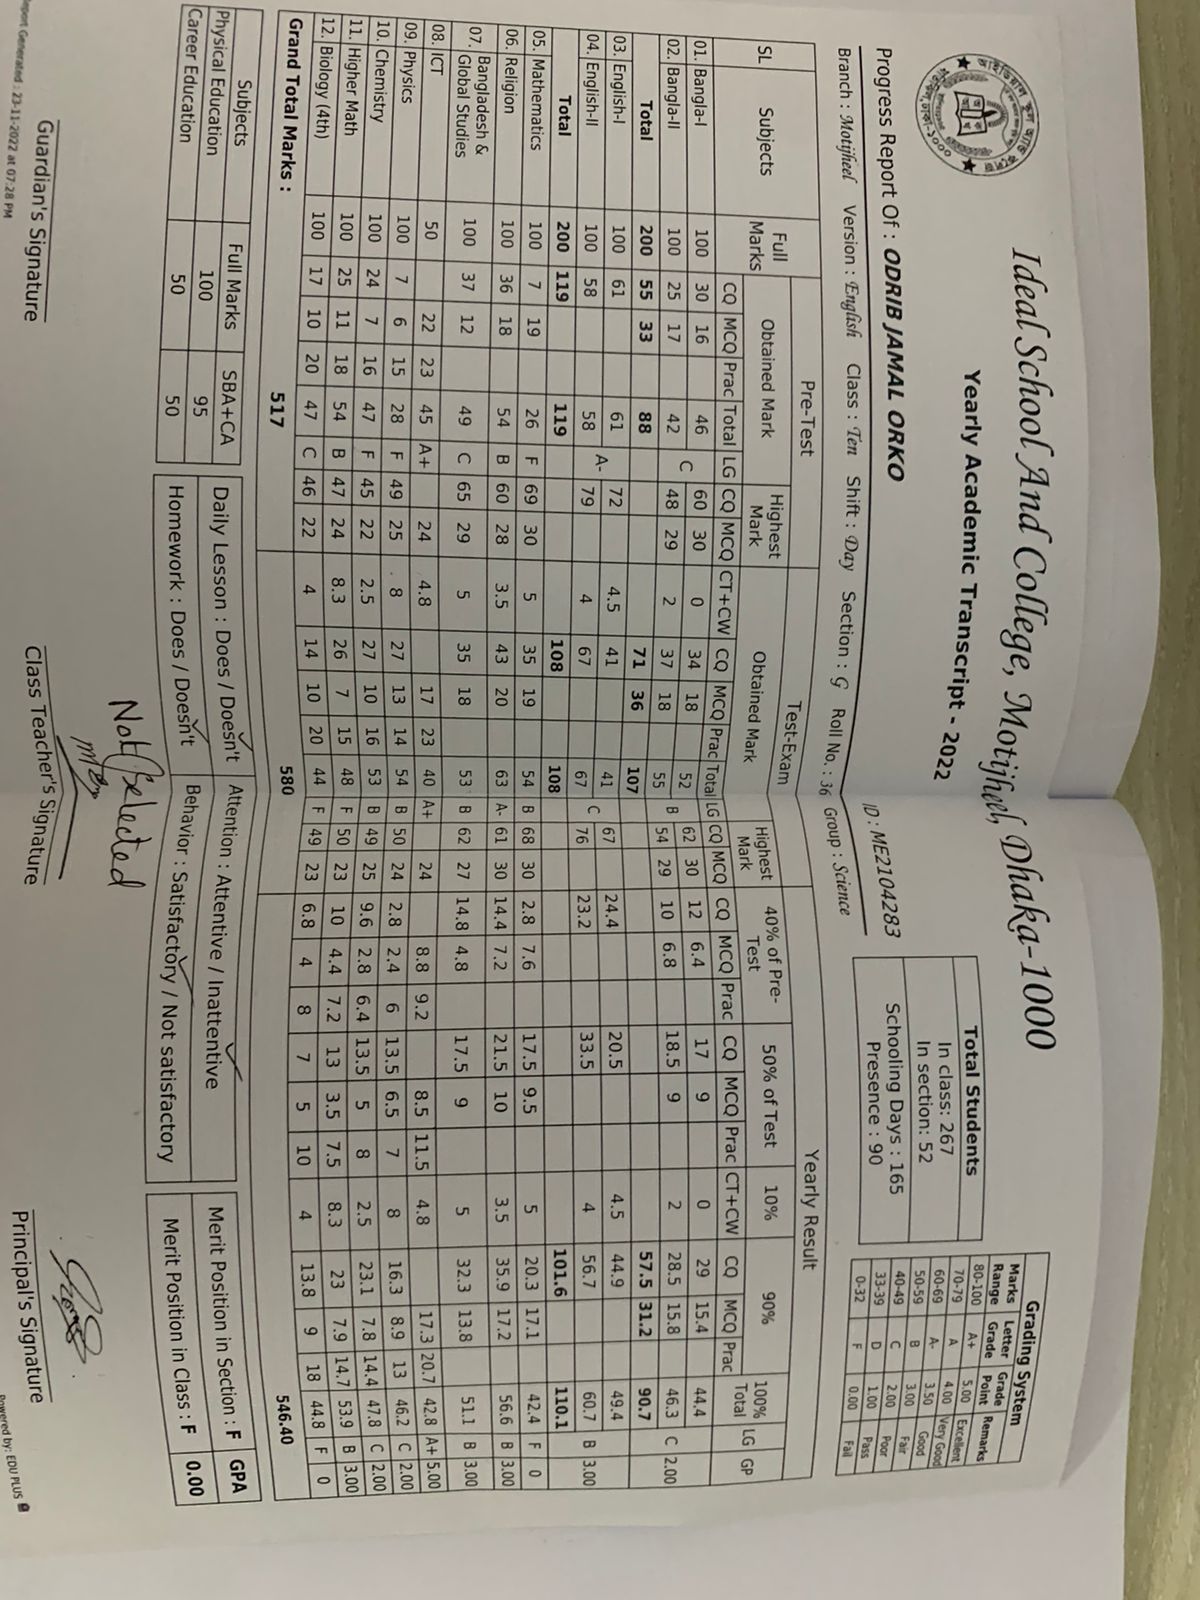 আইডিয়াল স্কুল অ্যান্ড কলেজ
মতিঝিল, ঢাকা-১০০০
Ideal School And College, Motijheel, Dhaka-1000
Yearly Academic Transcript - 2022
Progress Report Of : ODRIB JAMAL ORKO
ID : ME2104283
Branch : Motijheel Version : English Class : Ten Shift : Day Section : G Roll No. : 36 Group : Science
Total Students
In class: 267
In section: 52
Schooling Days : 165
Presence : 90
Grading System
Marks Range Letter Grade Grade Point Remarks
80-100 A+ 5.00 Excellent
70-79 A 4.00 Very Good
60-69 A- 3.50 Good
50-59 B 3.00 Fair
40-49 C 2.00 Poor
33-39 D 1.00 Pass
0-32 F 0.00 Fail
SL Subjects Full Marks Pre-Test Test-Exam Yearly Result
Obtained Mark Highest Mark Obtained Mark Highest Mark 40% of Pre-Test 50% of Test 10% 90% 100% Total LG GP
CQ MCQ Prac Total LG CQ MCQ CT+CW CQ MCQ Prac Total LG CQ MCQ CQ MCQ Prac CQ MCQ Prac CT+CW CQ MCQ Prac
01. Bangla-I 100 30 16 46 C 60 30 0 34 18 52 B 62 30 12 6.4 17 9 0 29 15.4 44.4 C 2.00
02. Bangla-II 100 25 17 42 48 29 2 37 18 55 54 29 10 6.8 18.5 9 2 28.5 15.8 46.3
Total 200 55 33 88 71 36 107 57.5 31.2 90.7
03. English-I 100 61 61 A- 72 4.5 41 41 C 67 24.4 20.5 4.5 44.9 49.4 B 3.00
04. English-II 100 58 58 79 4 67 67 76 23.2 33.5 4 56.7 60.7
Total 200 119 119 108 108 101.6 110.1
05. Mathematics 100 7 19 26 F 69 30 5 35 19 54 B 68 30 2.8 7.6 17.5 9.5 5 20.3 17.1 42.4 F 0
06. Religion 100 36 18 54 B 60 28 3.5 43 20 63 A- 61 30 14.4 7.2 21.5 10 3.5 35.9 17.2 56.6 B 3.00
07. Bangladesh & Global Studies 100 37 12 49 C 65 29 5 35 18 53 B 62 27 14.8 4.8 17.5 9 5 32.3 13.8 51.1 B 3.00
08. ICT 50 22 23 45 A+ 24 4.8 17 23 40 A+ 24 8.8 9.2 8.5 11.5 4.8 17.3 20.7 42.8 A+ 5.00
09. Physics 100 7 6 15 28 F 49 25 8 27 13 14 54 B 50 24 2.8 2.4 6 13.5 6.5 7 8 16.3 8.9 13 46.2 C 2.00
10. Chemistry 100 24 7 16 47 F 45 22 2.5 27 10 16 53 B 49 25 9.6 2.8 6.4 13.5 5 8 2.5 23.1 7.8 14.4 47.8 C 2.00
11. Higher Math 100 25 11 18 54 B 47 24 8.3 26 7 15 48 F 50 23 10 4.4 7.2 13 3.5 7.5 8.3 23 7.9 14.7 53.9 B 3.00
12. Biology (4th) 100 17 10 20 47 C 46 22 4 14 10 20 44 F 49 23 6.8 4 8 7 5 10 4 13.8 9 18 44.8 F 0
Grand Total Marks : 517 580 546.40
Subjects Full Marks SBA+CA
Physical Education 100 95
Career Education 50 50
Daily Lesson : Does / Doesn't Attention : Attentive / Inattentive
Homework : Does / Doesn't Behavior : Satisfactory / Not satisfactory
Merit Position in Section : F GPA
Merit Position in Class : F 0.00
Not Selected
Guardian's Signature
Class Teacher's Signature
Principal's Signature
Report Generated : 23-11-2022 at 07:28 PM
Powered by: EDU PLUS